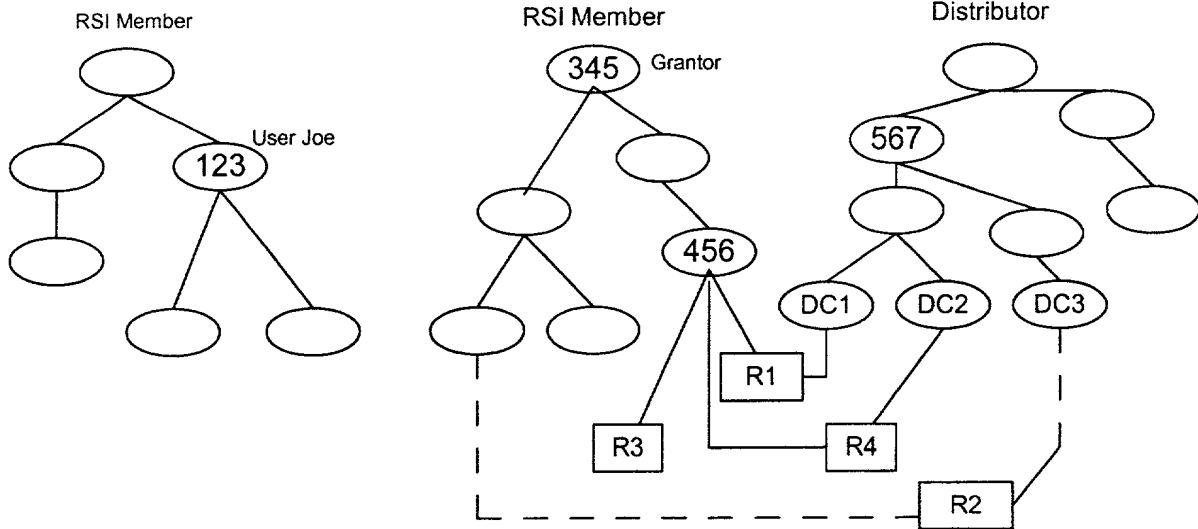 RSI Member
RSI Member
Distributor
345
Grantor
User Joe
123
567
456
DC1
DC2
DC3
R1
R3
R4
R2